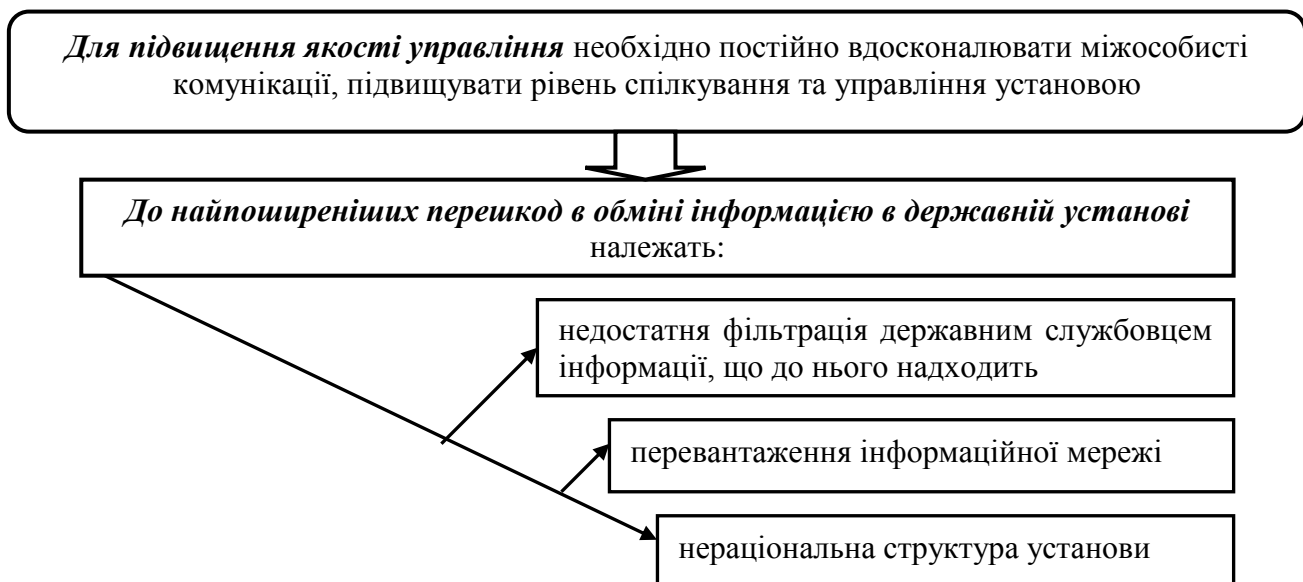 Для підвищення якості управління необхідно постійно вдосконалювати міжособисті
комунікації, підвищувати рівень спілкування та управління установою
До найпоширеніших перешкод в обміні інформацією в державній установі
належать:
недостатня фільтрація державним службовцем
інформації, що до нього надходить
перевантаження інформаційної мережі
нераціональна структура установи